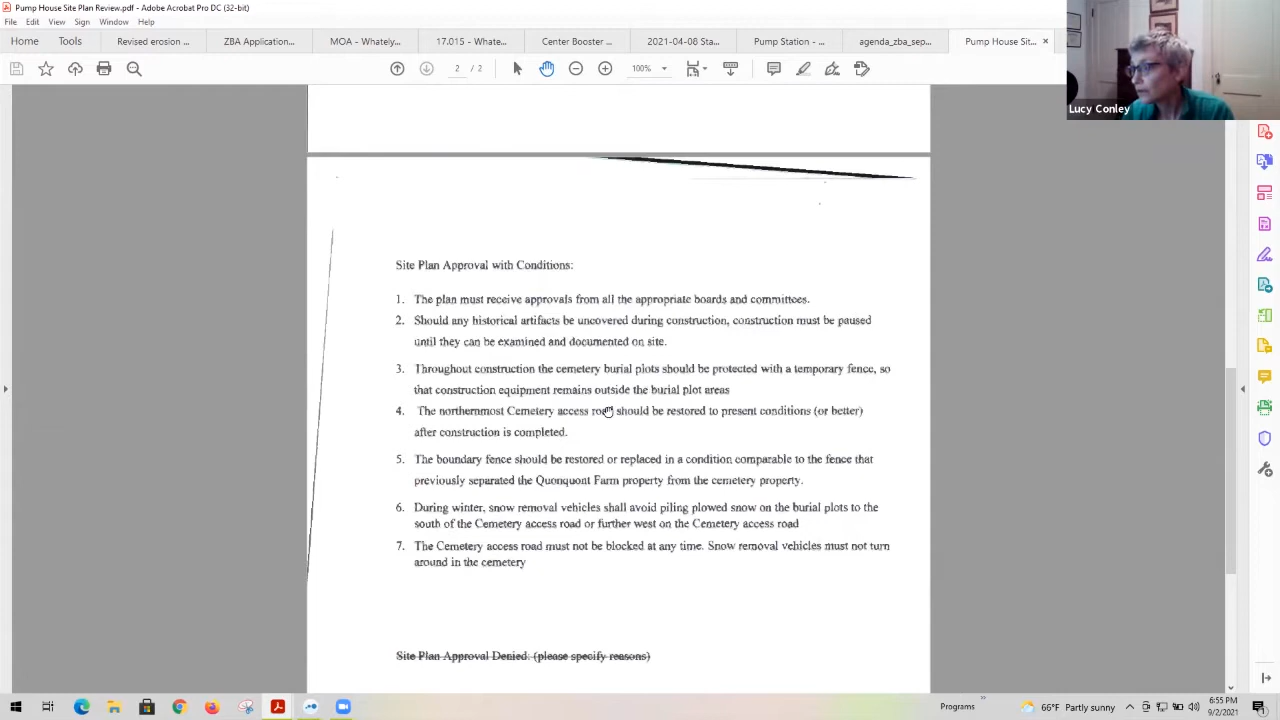 Pump House Site Plan Review.pdf - Adobe Acrobat Pro DC (32-bit)
File Edit View Sign Window Help
Home Tools Revised erosion ... ZBA Application... MOA - Whately... 17.015 - Whate... Center Booster ... 2021-04-08 Sta... Pump Station - ... agenda_zba_sep... Pump House Sit... ×
2 / 2 100%
Lucy Conley
Site Plan Approval with Conditions:
1. The plan must receive approvals from all the appropriate boards and committees.
2. Should any historical artifacts be uncovered during construction, construction must be paused
until they can be examined and documented on site.
3. Throughout construction the cemetery burial plots should be protected with a temporary fence, so
that construction equipment remains outside the burial plot areas
4. The northernmost Cemetery access road should be restored to present conditions (or better)
after construction is completed.
5. The boundary fence should be restored or replaced in a condition comparable to the fence that
previously separated the Quonquont Farm property from the cemetery property.
6. During winter, snow removal vehicles shall avoid piling plowed snow on the burial plots to the
south of the Cemetery access road or further west on the Cemetery access road
7. The Cemetery access road must not be blocked at any time. Snow removal vehicles must not turn
around in the cemetery
Site Plan Approval Denied: (please specify reasons)
Programs
66°F Partly sunny
6:55 PM
9/2/2021